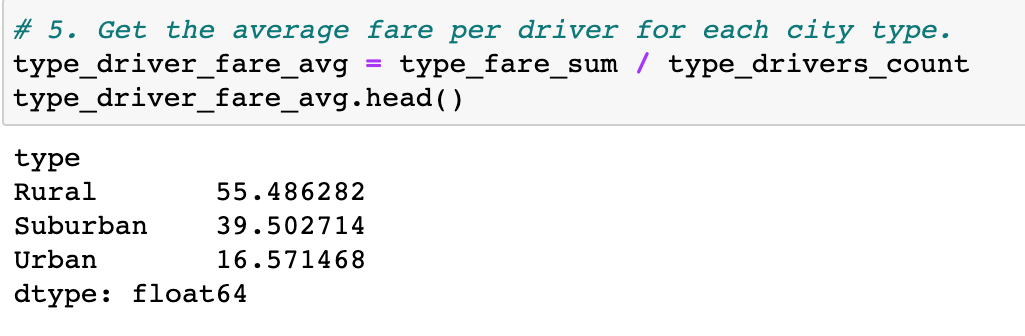 # 5. Get the average fare per driver for each city type.
type_driver_fare_avg = type_fare_sum / type_drivers_count
type_driver_fare_avg.head()
type
Rural       55.486282
Suburban    39.502714
Urban       16.571468
dtype: float64